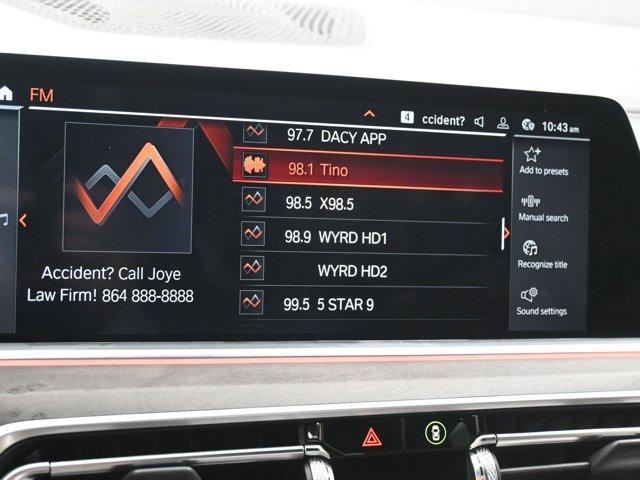 FM
4 ccident? 10:43 am
Accident? Call Joye
Law Firm! 864 888-8888
97.7 DACY APP
98.1 Tino
98.5 X98.5
98.9 WYRD HD1
WYRD HD2
99.5 5 STAR 9
Add to presets
Manual search
Recognize title
Sound settings